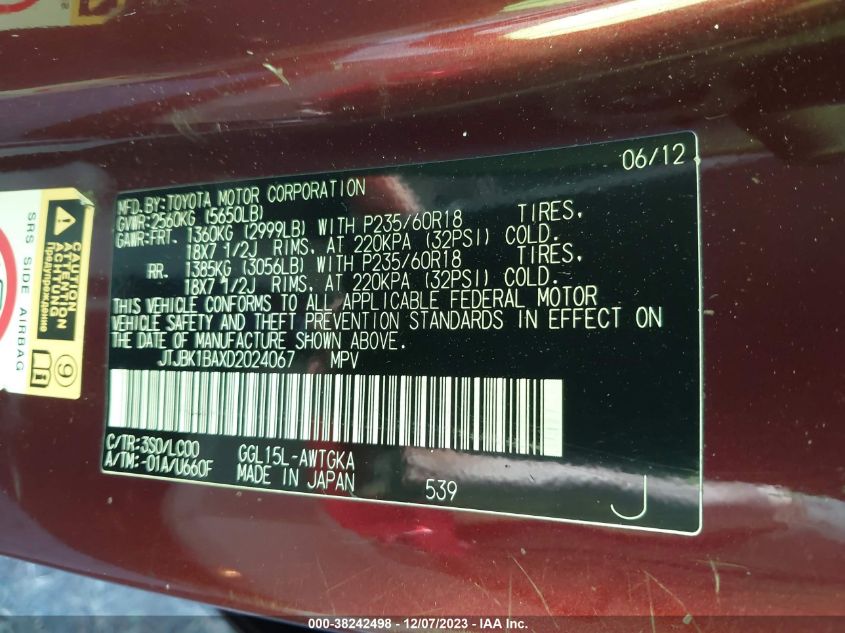 06/12
MFD.BY:TOYOTA MOTOR CORPORATION
GVWR:2560KG (5650LB)
GAWR:FRT. 1360KG (2999LB) WITH P235/60R18 TIRES,
18X7 1/2J RIMS, AT 220KPA (32PSI) COLD.
RR. 1385KG (3056LB) WITH P235/60R18 TIRES,
18X7 1/2J RIMS, AT 220KPA (32PSI) COLD.
THIS VEHICLE CONFORMS TO ALL APPLICABLE FEDERAL MOTOR
VEHICLE SAFETY AND THEFT PREVENTION STANDARDS IN EFFECT ON
THE DATE OF MANUFACTURE SHOWN ABOVE.
JTJBK1BAXD2024067 MPV
C/TR:3S0/LC00 GGL15L-AWTGKA
A/TM:-01A/U660F MADE IN JAPAN 539 J
SRS SIDE AIRBAG
CAUTION
ATTENTION
ACHTUNG
Предупреждение
9
000-38242498 - 12/07/2023 - IAA Inc.